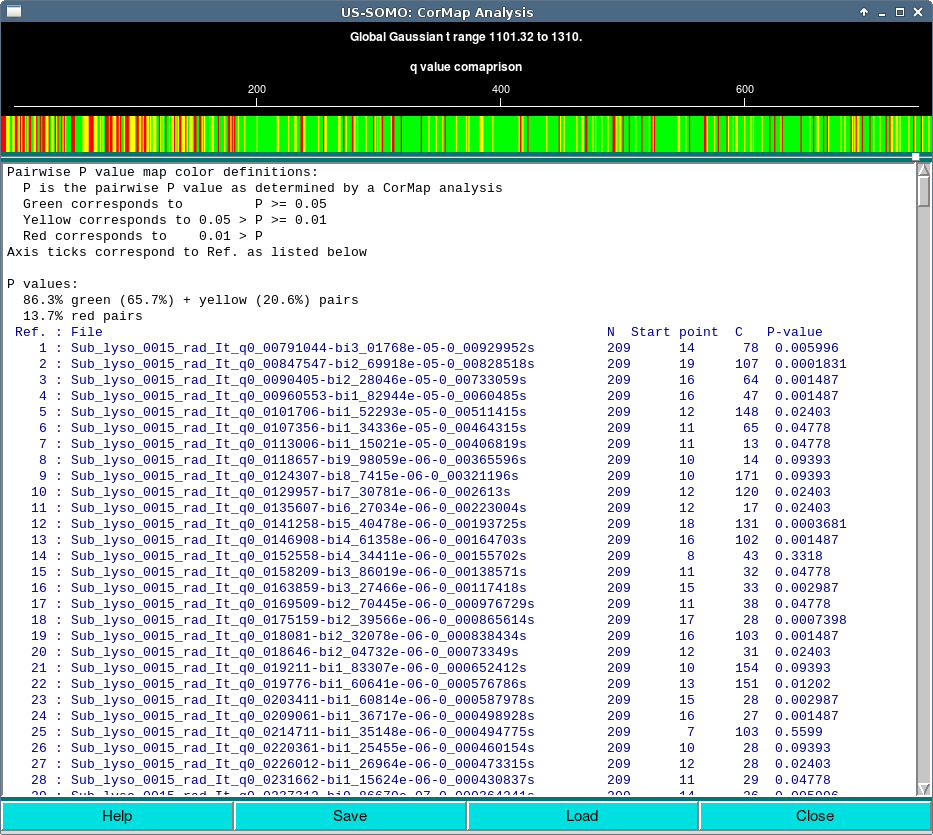 US-SOMO: CorMap Analysis
Global Gaussian t range 1101.32 to 1310.
q value comaprison
200 400 600
Pairwise P value map color definitions:
P is the pairwise P value as determined by a CorMap analysis
Green corresponds to P >= 0.05
Yellow corresponds to 0.05 > P >= 0.01
Red corresponds to 0.01 > P
Axis ticks correspond to Ref. as listed below
P values:
86.3% green (65.7%) + yellow (20.6%) pairs
13.7% red pairs
Ref. : File N Start point C P-value
1 : Sub_lyso_0015_rad_It_q0_00791044-bi3_01768e-05-0_00929952s 209 14 78 0.005996
2 : Sub_lyso_0015_rad_It_q0_00847547-bi2_69918e-05-0_00828518s 209 19 107 0.0001831
3 : Sub_lyso_0015_rad_It_q0_0090405-bi2_28046e-05-0_00733059s 209 16 64 0.001487
4 : Sub_lyso_0015_rad_It_q0_00960553-bi1_82944e-05-0_0060485s 209 16 47 0.001487
5 : Sub_lyso_0015_rad_It_q0_0101706-bi1_52293e-05-0_00511415s 209 12 148 0.02403
6 : Sub_lyso_0015_rad_It_q0_0107356-bi1_34336e-05-0_00464315s 209 11 65 0.04778
7 : Sub_lyso_0015_rad_It_q0_0113006-bi1_15021e-05-0_00406819s 209 11 13 0.04778
8 : Sub_lyso_0015_rad_It_q0_0118657-bi9_98059e-06-0_00365596s 209 10 14 0.09393
9 : Sub_lyso_0015_rad_It_q0_0124307-bi8_7415e-06-0_00321196s 209 10 171 0.09393
10 : Sub_lyso_0015_rad_It_q0_0129957-bi7_30781e-06-0_002613s 209 12 120 0.02403
11 : Sub_lyso_0015_rad_It_q0_0135607-bi6_27034e-06-0_00223004s 209 12 17 0.02403
12 : Sub_lyso_0015_rad_It_q0_0141258-bi5_40478e-06-0_00193725s 209 18 131 0.0003681
13 : Sub_lyso_0015_rad_It_q0_0146908-bi4_61358e-06-0_00164703s 209 16 102 0.001487
14 : Sub_lyso_0015_rad_It_q0_0152558-bi4_34411e-06-0_00155702s 209 8 43 0.3318
15 : Sub_lyso_0015_rad_It_q0_0158209-bi3_86019e-06-0_00138571s 209 11 32 0.04778
16 : Sub_lyso_0015_rad_It_q0_0163859-bi3_27466e-06-0_00117418s 209 15 33 0.002987
17 : Sub_lyso_0015_rad_It_q0_0169509-bi2_70445e-06-0_000976729s 209 11 38 0.04778
18 : Sub_lyso_0015_rad_It_q0_0175159-bi2_39566e-06-0_000865614s 209 17 28 0.0007398
19 : Sub_lyso_0015_rad_It_q0_018081-bi2_32078e-06-0_000838434s 209 16 103 0.001487
20 : Sub_lyso_0015_rad_It_q0_018646-bi2_04732e-06-0_00073349s 209 12 31 0.02403
21 : Sub_lyso_0015_rad_It_q0_019211-bi1_83307e-06-0_000652412s 209 10 154 0.09393
22 : Sub_lyso_0015_rad_It_q0_019776-bi1_60641e-06-0_000576786s 209 13 151 0.01202
23 : Sub_lyso_0015_rad_It_q0_0203411-bi1_60814e-06-0_000587978s 209 15 28 0.002987
24 : Sub_lyso_0015_rad_It_q0_0209061-bi1_36717e-06-0_000498928s 209 16 27 0.001487
25 : Sub_lyso_0015_rad_It_q0_0214711-bi1_35148e-06-0_000494775s 209 7 103 0.5599
26 : Sub_lyso_0015_rad_It_q0_0220361-bi1_25455e-06-0_000460154s 209 10 28 0.09393
27 : Sub_lyso_0015_rad_It_q0_0226012-bi1_26964e-06-0_000473315s 209 12 28 0.02403
28 : Sub_lyso_0015_rad_It_q0_0231662-bi1_15624e-06-0_000430837s 209 11 29 0.04778
Help Save Load Close